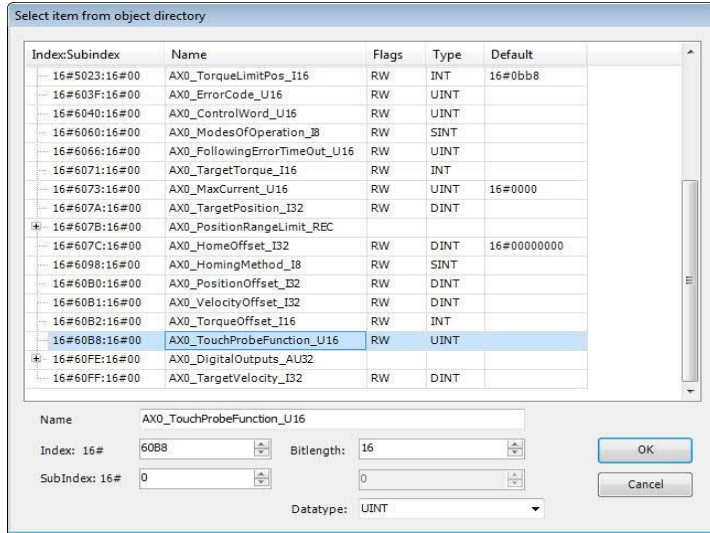 Select item from object directory
Index:Subindex Name Flags Type Default
16#5023:16#00 AX0_TorqueLimitPos_I16 RW INT 16#0bb8
16#603F:16#00 AX0_ErrorCode_U16 RW UINT
16#6040:16#00 AX0_ControlWord_U16 RW UINT
16#6060:16#00 AX0_ModesOfOperation_I8 RW SINT
16#6066:16#00 AX0_FollowingErrorTimeOut_U16 RW UINT
16#6071:16#00 AX0_TargetTorque_I16 RW INT
16#6073:16#00 AX0_MaxCurrent_U16 RW UINT 16#0000
16#607A:16#00 AX0_TargetPosition_I32 RW DINT
16#607B:16#00 AX0_PositionRangeLimit_REC
16#607C:16#00 AX0_HomeOffset_I32 RW DINT 16#00000000
16#6098:16#00 AX0_HomingMethod_I8 RW SINT
16#60B0:16#00 AX0_PositionOffset_I32 RW DINT
16#60B1:16#00 AX0_VelocityOffset_I32 RW DINT
16#60B2:16#00 AX0_TorqueOffset_I16 RW INT
16#60B8:16#00 AX0_TouchProbeFunction_U16 RW UINT
16#60FE:16#00 AX0_DigitalOutputs_AU32
16#60FF:16#00 AX0_TargetVelocity_I32 RW DINT
Name AX0_TouchProbeFunction_U16
Index: 16# 60B8 Bitlength: 16 OK
SubIndex: 16# 0 0 Cancel
Datatype: UINT